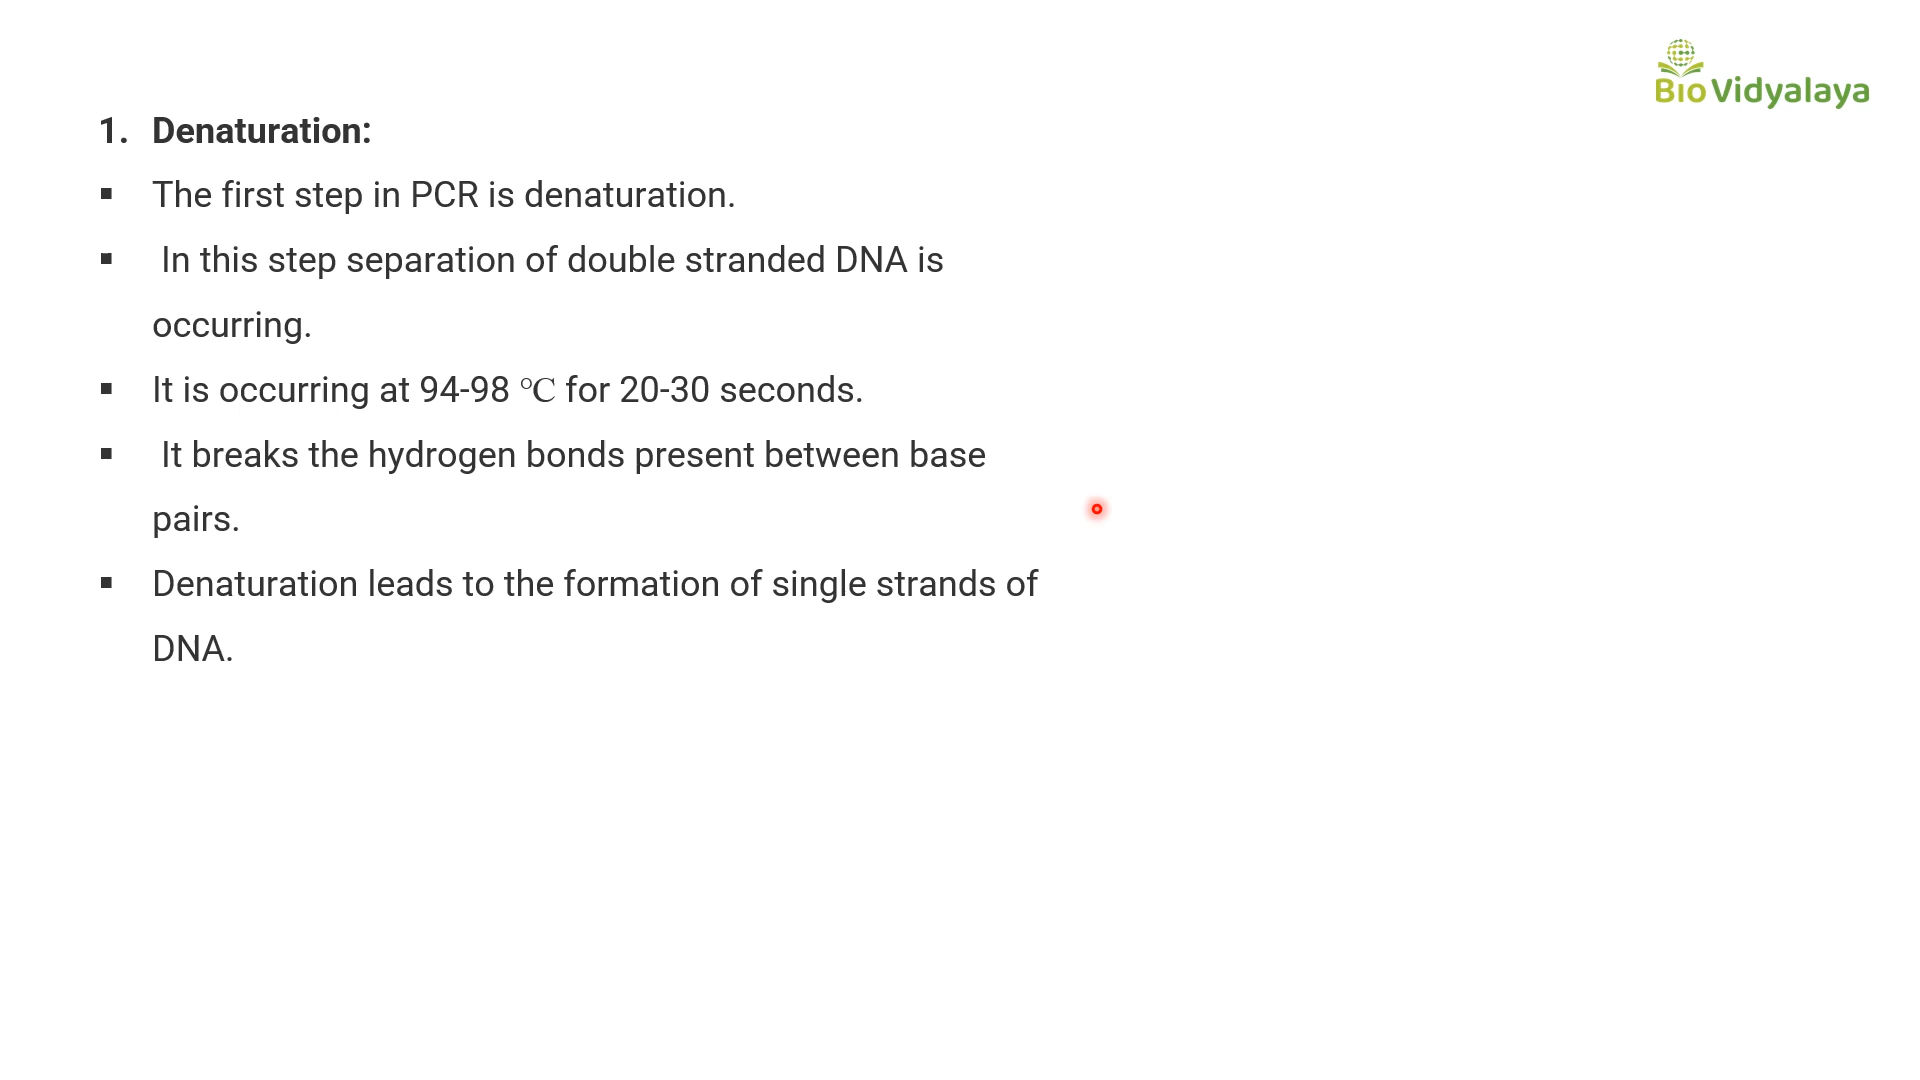 Bio Vidyalaya
1. Denaturation:
▪ The first step in PCR is denaturation.
▪ In this step separation of double stranded DNA is
occurring.
▪ It is occurring at 94-98 ℃ for 20-30 seconds.
▪ It breaks the hydrogen bonds present between base
pairs.
▪ Denaturation leads to the formation of single strands of
DNA.